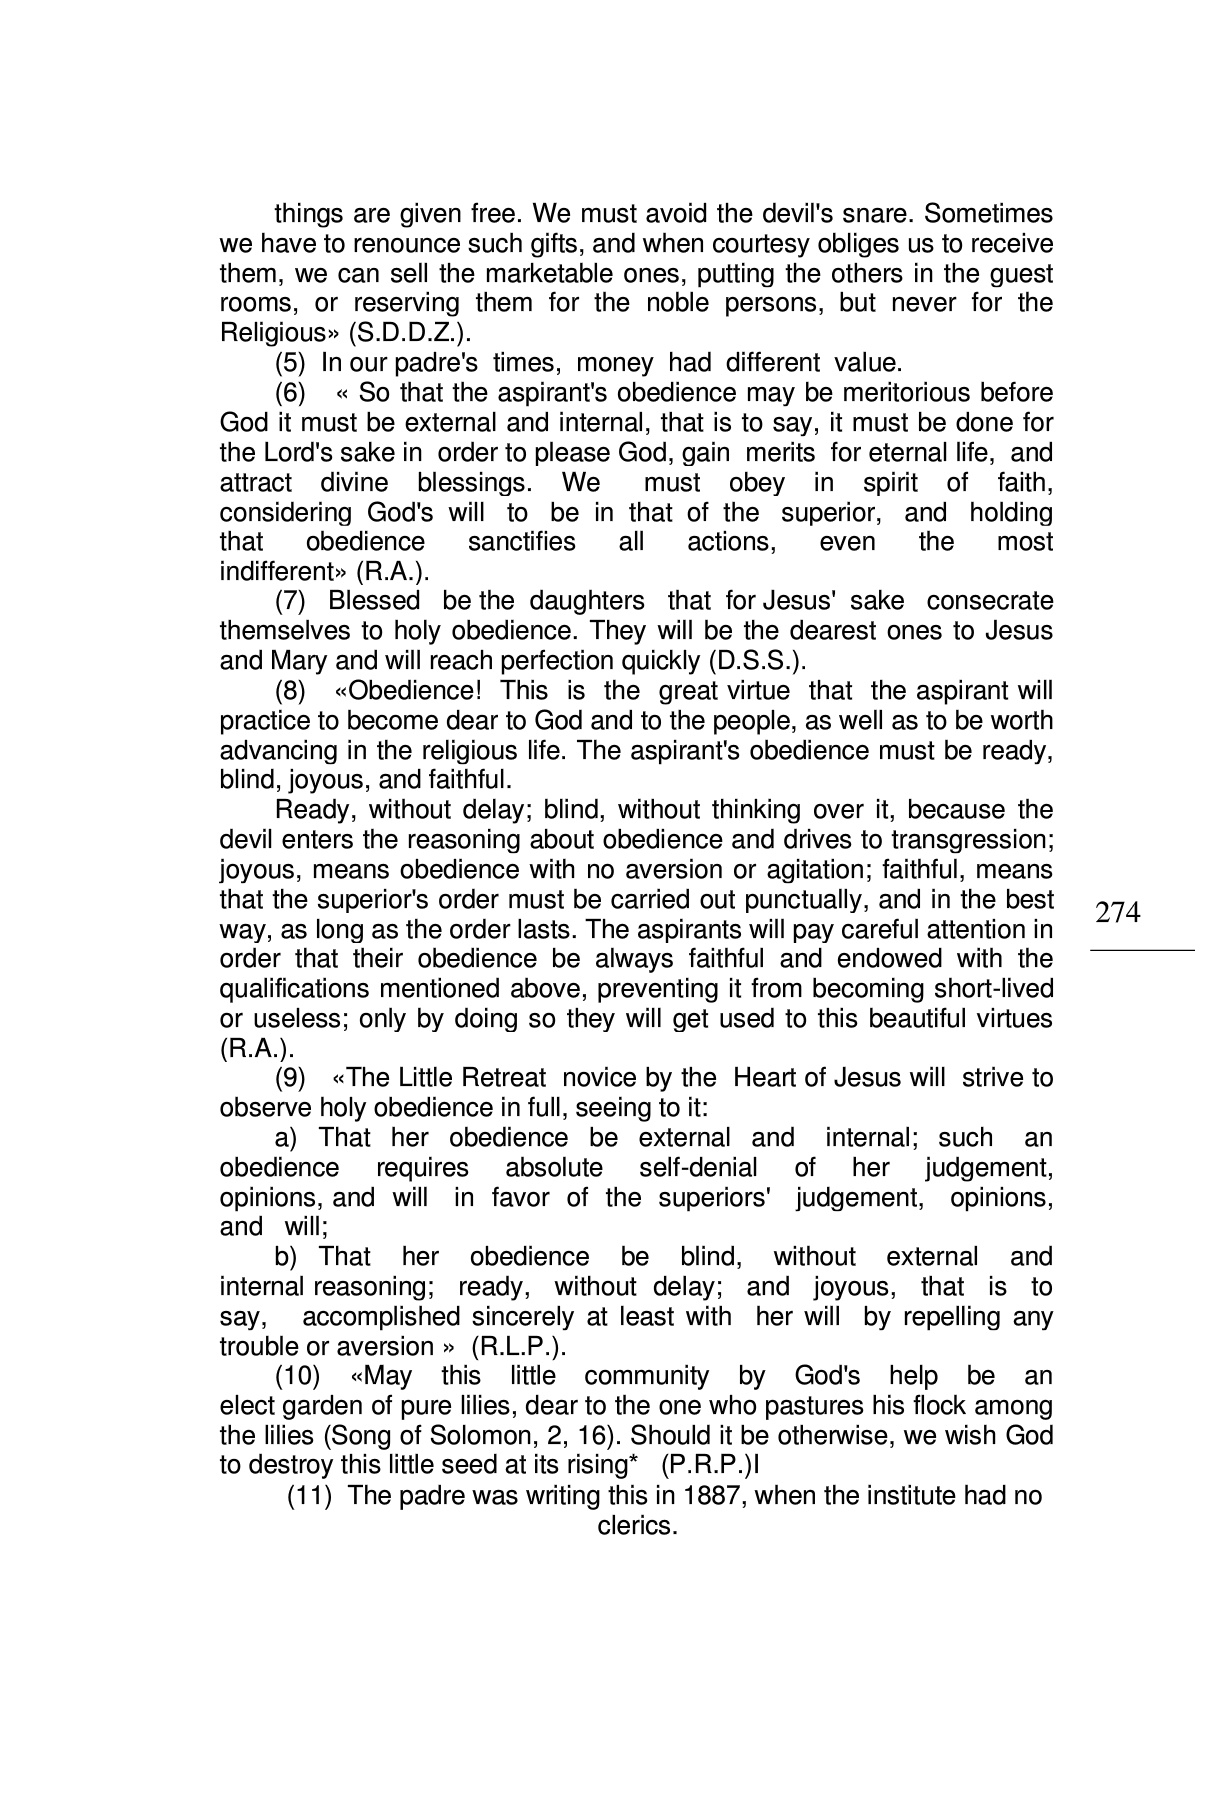 things are given free. We must avoid the devil's snare. Sometimes
we have to renounce such gifts, and when courtesy obliges us to receive
them, we can sell the marketable ones, putting the others in the guest
rooms, or reserving them for the noble persons, but never for the
Religious» (S.D.D.Z.).
(5) In our padre's times, money had different value.
(6) « So that the aspirant's obedience may be meritorious before
God it must be external and internal, that is to say, it must be done for
the Lord's sake in order to please God, gain merits for eternal life, and
attract divine blessings. We must obey in spirit of faith,
considering God's will to be in that of the superior, and holding
that obedience sanctifies all actions, even the most
indifferent» (R.A.).
(7) Blessed be the daughters that for Jesus' sake consecrate
themselves to holy obedience. They will be the dearest ones to Jesus
and Mary and will reach perfection quickly (D.S.S.).
(8) «Obedience! This is the great virtue that the aspirant will
practice to become dear to God and to the people, as well as to be worth
advancing in the religious life. The aspirant's obedience must be ready,
blind, joyous, and faithful.
Ready, without delay; blind, without thinking over it, because the
devil enters the reasoning about obedience and drives to transgression;
joyous, means obedience with no aversion or agitation; faithful, means
that the superior's order must be carried out punctually, and in the best
way, as long as the order lasts. The aspirants will pay careful attention in
order that their obedience be always faithful and endowed with the
qualifications mentioned above, preventing it from becoming short-lived
or useless; only by doing so they will get used to this beautiful virtues
(R.A.).
(9) «The Little Retreat novice by the Heart of Jesus will strive to
observe holy obedience in full, seeing to it:
a) That her obedience be external and internal; such an
obedience requires absolute self-denial of her judgement,
opinions, and will in favor of the superiors' judgement, opinions,
and will;
b) That her obedience be blind, without external and
internal reasoning; ready, without delay; and joyous, that is to
say, accomplished sincerely at least with her will by repelling any
trouble or aversion » (R.L.P.).
(10) «May this little community by God's help be an
elect garden of pure lilies, dear to the one who pastures his flock among
the lilies (Song of Solomon, 2, 16). Should it be otherwise, we wish God
to destroy this little seed at its rising* (P.R.P.)l
(11) The padre was writing this in 1887, when the institute had no
clerics.
274